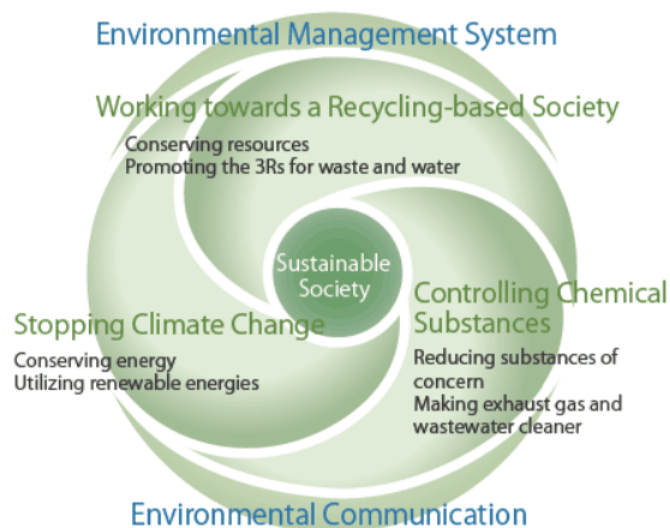 Environmental Management System
Working towards a Recycling-based Society
Conserving resources
Promoting the 3Rs for waste and water
Sustainable
Society
Stopping Climate Change
Conserving energy
Utilizing renewable energies
Controlling Chemical
Substances
Reducing substances of
concern
Making exhaust gas and
wastewater cleaner
Environmental Communication